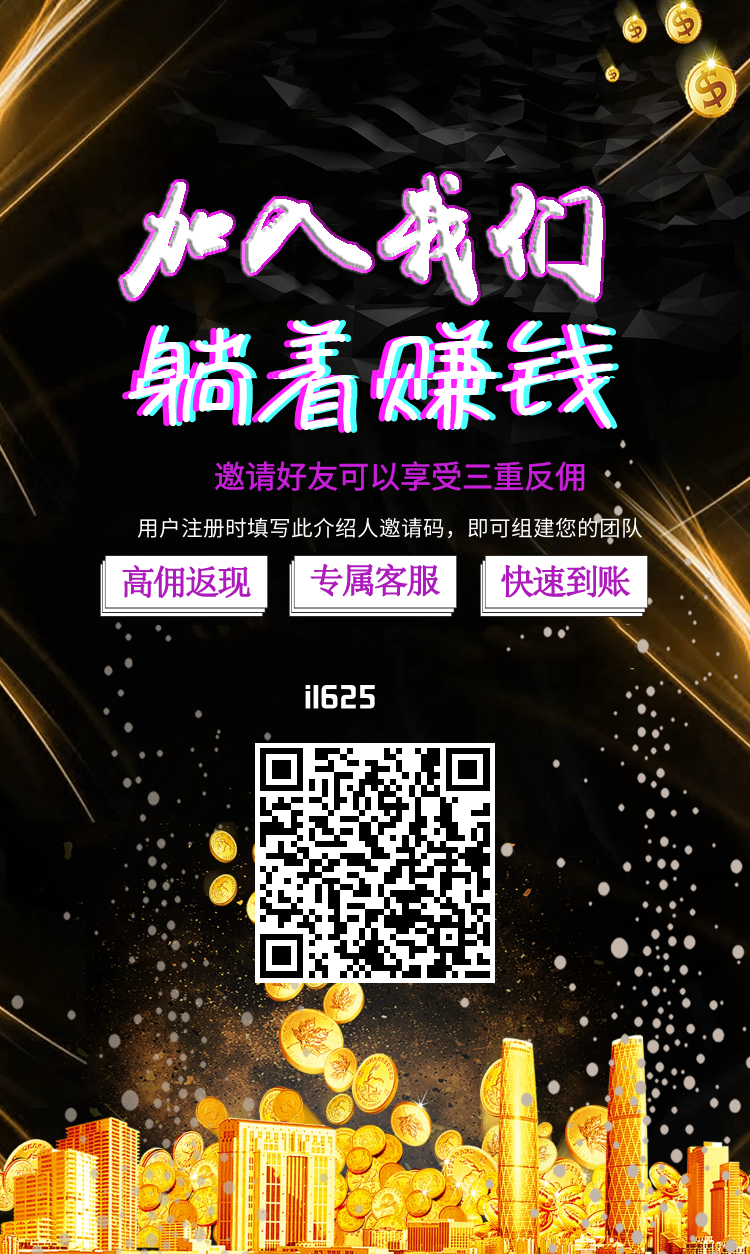 加入我们
躺着赚钱
邀请好友可以享受三重反佣
用户注册时填写此介绍人邀请码，即可组建您的团队
高佣返现 专属客服 快速到账
il625